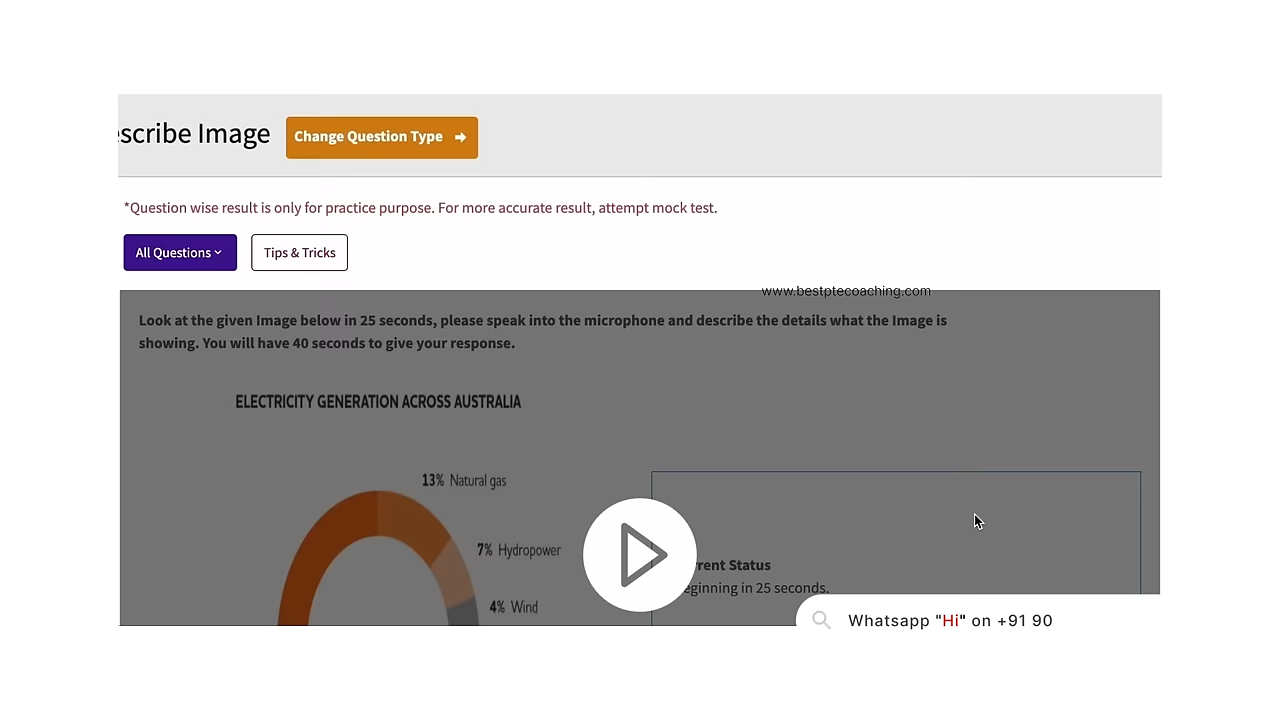 scribe Image
Change Question Type
*Question wise result is only for practice purpose. For more accurate result, attempt mock test.
All Questions
Tips & Tricks
www.bestptecoaching.com
Look at the given Image below in 25 seconds, please speak into the microphone and describe the details what the Image is
showing. You will have 40 seconds to give your response.
ELECTRICITY GENERATION ACROSS AUSTRALIA
13% Natural gas
7% Hydropower
4% Wind
rent Status
eginning in 25 seconds.
Whatsapp "Hi" on +91 90